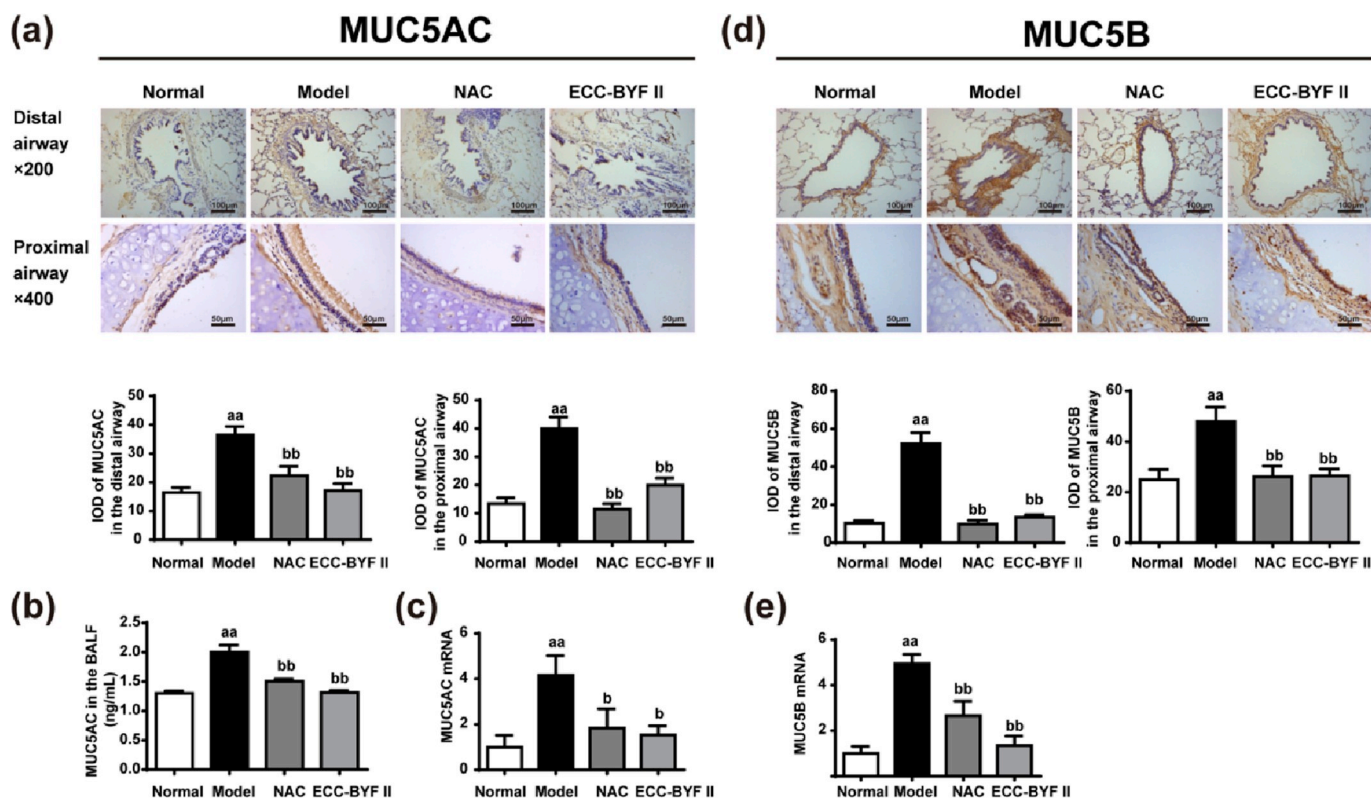 (a)
MUC5AC
Normal Model NAC ECC-BYF II
Distal
airway
×200
100μm 100μm 100μm 100μm
Proximal
airway
×400
50μm 50μm 50μm 50μm
IOD of MUC5AC
in the distal airway
50
40
30
20
10
0
aa
bb
bb
Normal Model NAC ECC-BYF II
IOD of MUC5AC
in the proximal airway
50
40
30
20
10
0
aa
bb
bb
Normal Model NAC ECC-BYF II
(d)
MUC5B
Normal Model NAC ECC-BYF II
100μm 100μm 100μm 100μm
50μm 50μm 50μm 50μm
IOD of MUC5B
in the distal airway
80
60
40
20
0
aa
bb
bb
Normal Model NAC ECC-BYF II
IOD of MUC5B
in the proximal airway
60
40
20
0
aa
bb
bb
Normal Model NAC ECC-BYF II
(b)
MUC5AC in the BALF
(ng/mL)
2.5
2.0
1.5
1.0
0.5
0.0
aa
bb
bb
Normal Model NAC ECC-BYF II
(c)
MUC5AC mRNA
6
4
2
0
aa
b
b
Normal Model NAC ECC-BYF II
(e)
MUC5B mRNA
6
4
2
aa
bb
bb
Normal Model NAC ECC-BYF II